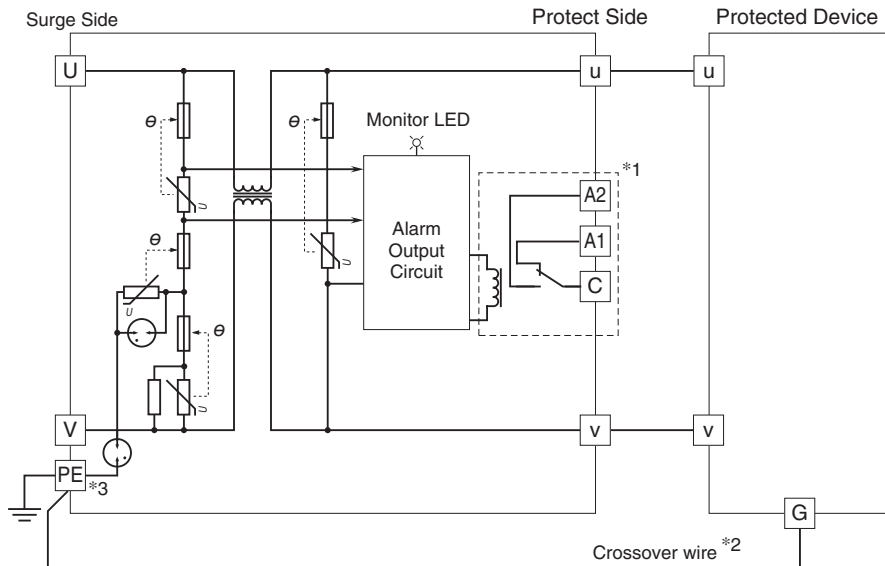 Surge Side
Protect Side
Protected Device
U
u
u
Θ
Θ
Monitor LED
*1
A2
U
Alarm
Output
Circuit
A1
Θ
U
C
U
Θ
U
V
v
v
PE
*3
G
Crossover wire *2